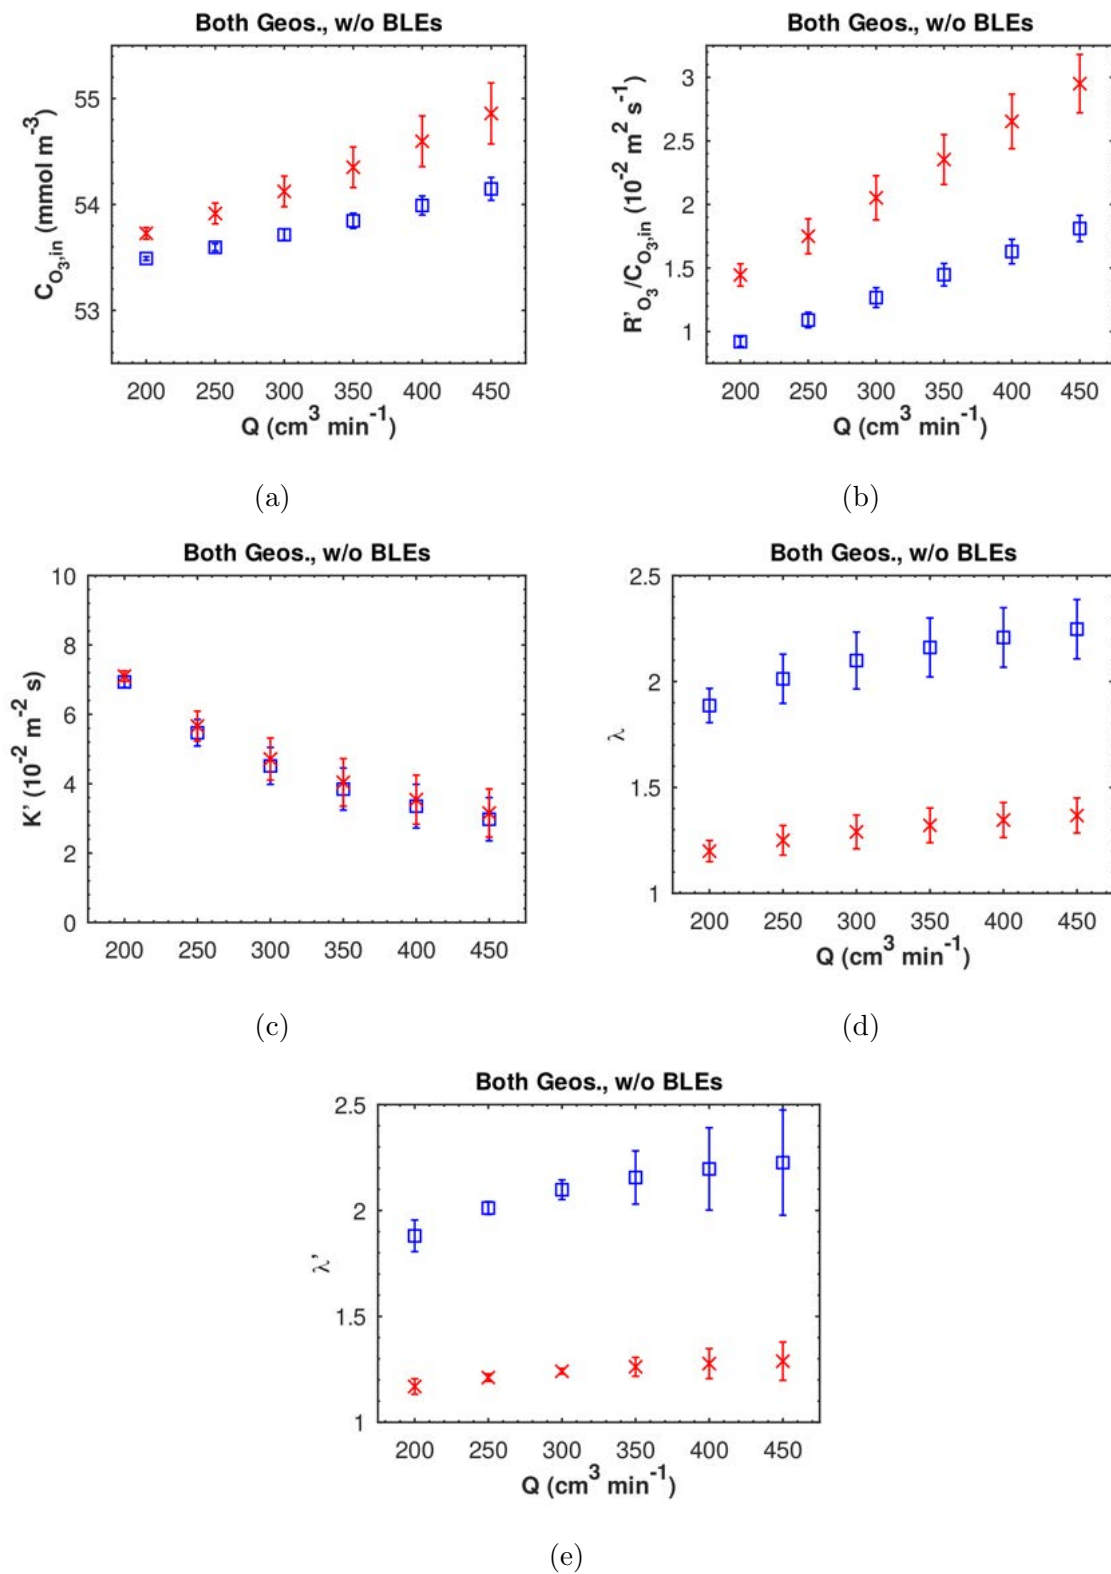 Both Geos., w/o BLEs
C_O3,in (mmol m^-3)
55
54
53
200 250 300 350 400 450
Q (cm^3 min^-1)
(a)
Both Geos., w/o BLEs
R'_O3/C_O3,in (10^-2 m^2 s^-1)
3
2.5
2
1.5
1
200 250 300 350 400 450
Q (cm^3 min^-1)
(b)
Both Geos., w/o BLEs
K' (10^-2 m^-2 s)
10
8
6
4
2
0
200 250 300 350 400 450
(c)
Both Geos., w/o BLEs
λ
2.5
2
1.5
1
200 250 300 350 400 450
Q (cm^3 min^-1)
(d)
Both Geos., w/o BLEs
λ'
2.5
2
1.5
1
200 250 300 350 400 450
Q (cm^3 min^-1)
(e)